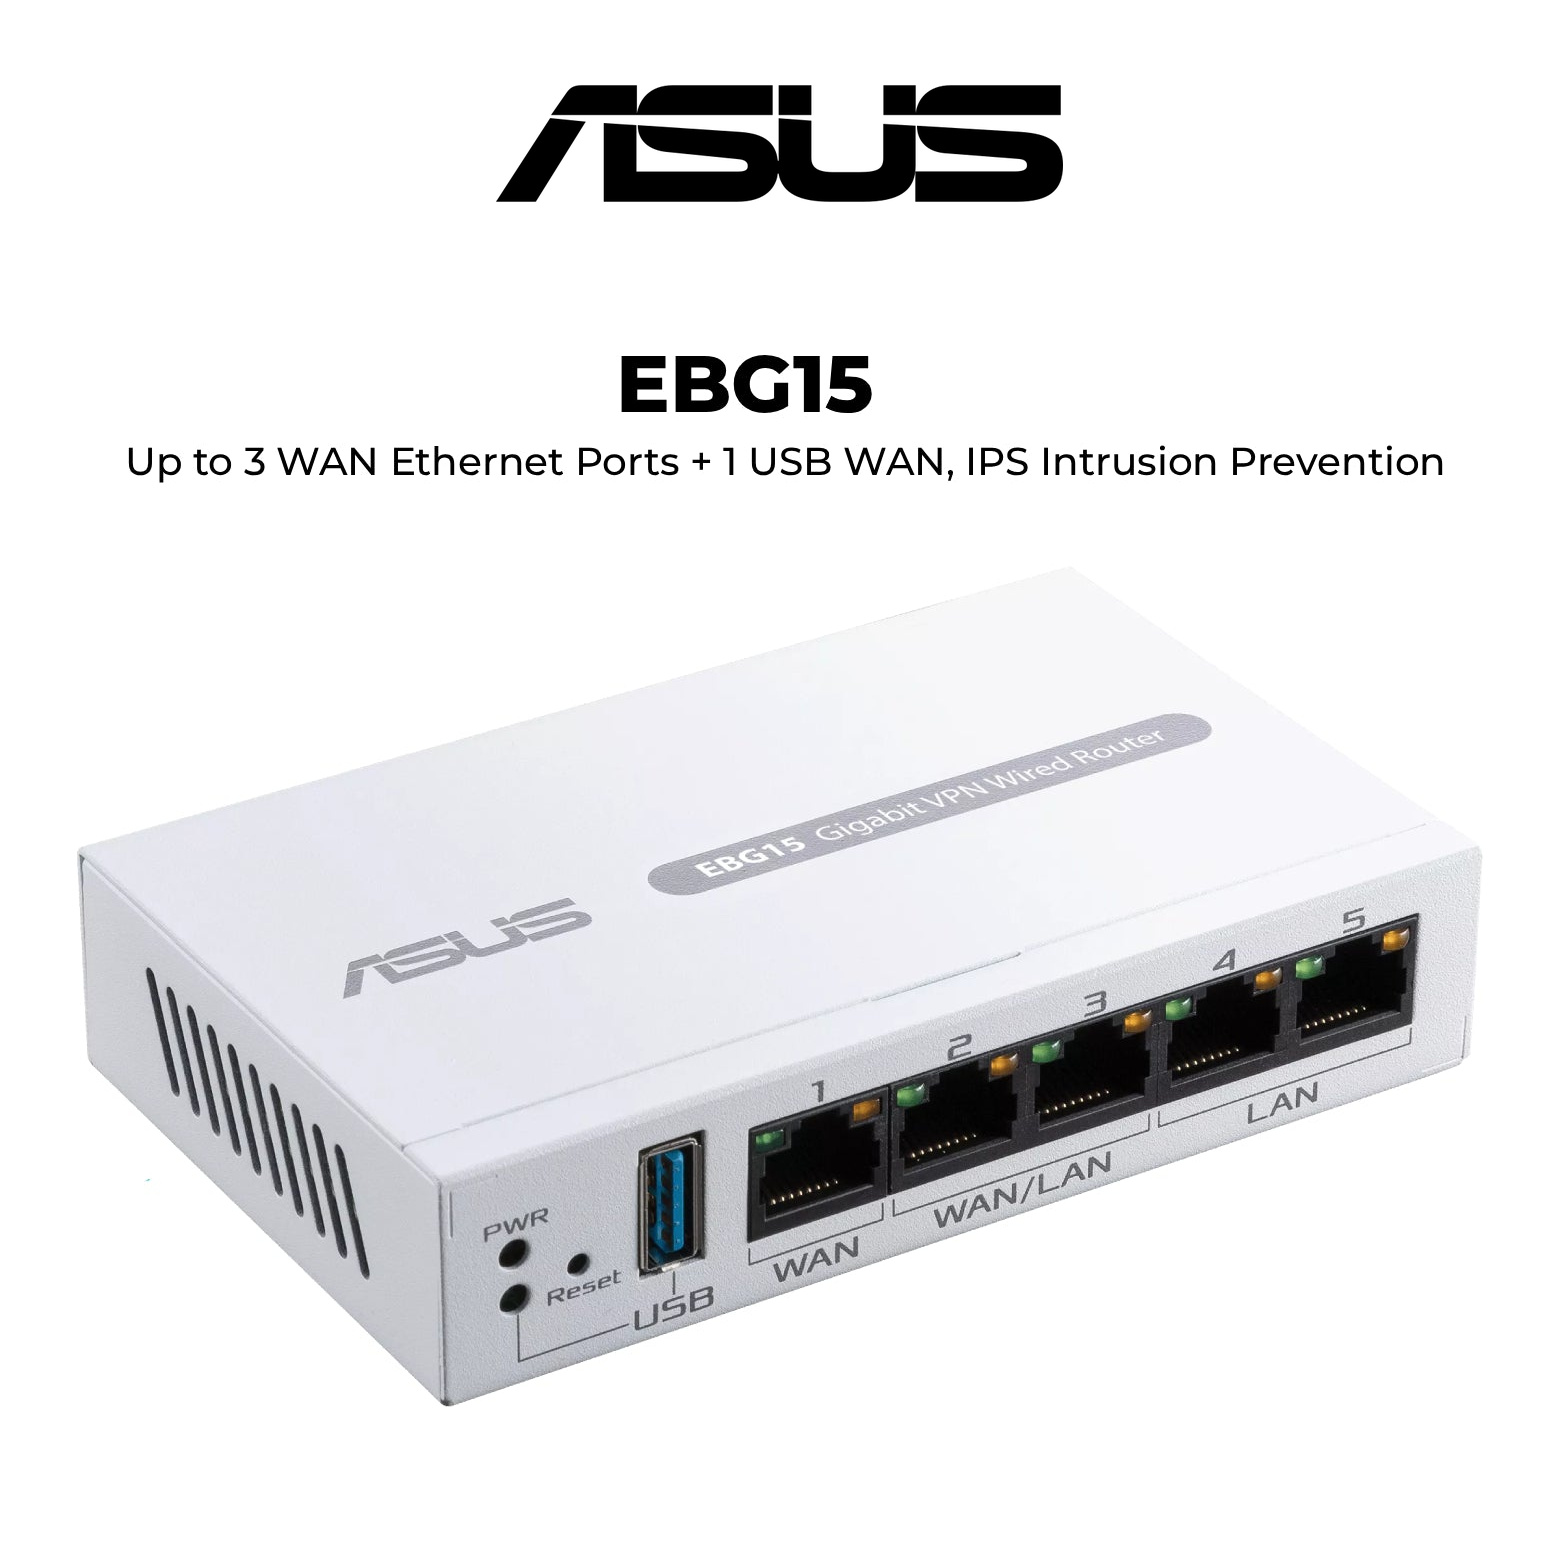 ASUS
EBG15
Up to 3 WAN Ethernet Ports + 1 USB WAN, IPS Intrusion Prevention
EBG15 Gigabit VPN Wired Router
ASUS
1
2
3
4
5
PWR
Reset
USB
WAN
WAN/LAN
LAN